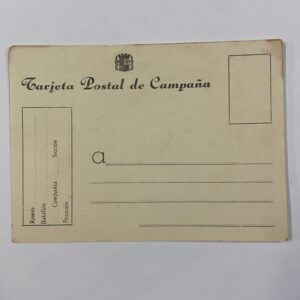 Tarjeta Postal de Campaña
a
Remite
Batallón
Compañía Sección
Posición